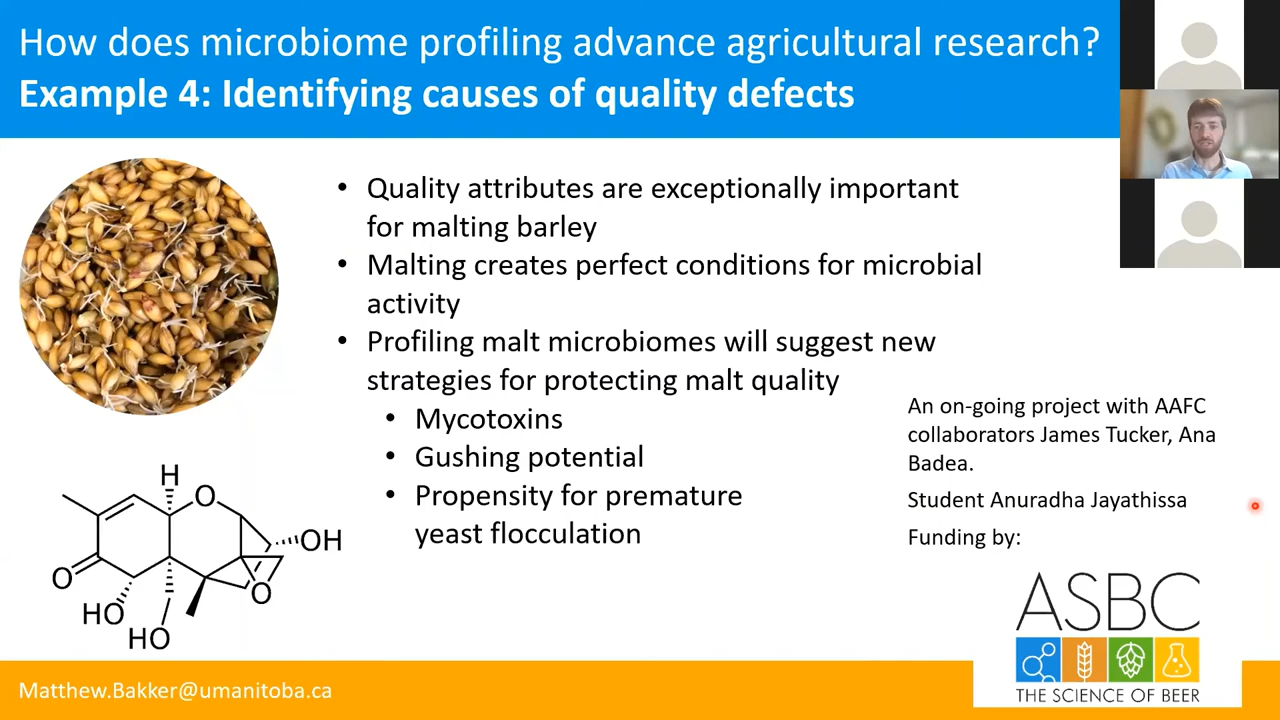 How does microbiome profiling advance agricultural research?
Example 4: Identifying causes of quality defects
• Quality attributes are exceptionally important
for malting barley
• Malting creates perfect conditions for microbial
activity
• Profiling malt microbiomes will suggest new
strategies for protecting malt quality
• Mycotoxins
• Gushing potential
• Propensity for premature
yeast flocculation
An on-going project with AAFC
collaborators James Tucker, Ana
Badea.
Student Anuradha Jayathissa
Funding by:
H
O
OH
O
O
HO
HO
ASBC
THE SCIENCE OF BEER
Matthew.Bakker@umanitoba.ca